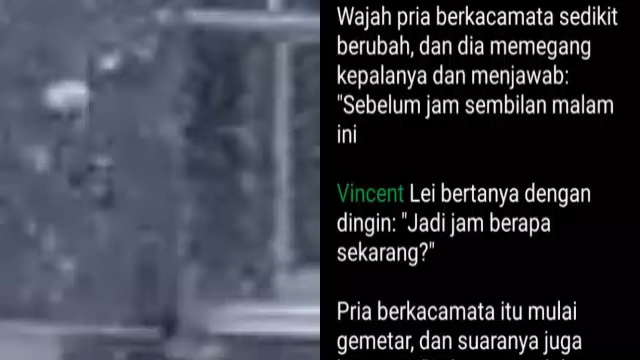 Wajah pria berkacamata sedikit
berubah, dan dia memegang
kepalanya dan menjawab:
"Sebelum jam sembilan malam
ini
Vincent Lei bertanya dengan
dingin: "Jadi jam berapa
sekarang?"
Pria berkacamata itu mulai
gemetar, dan suaranya juga